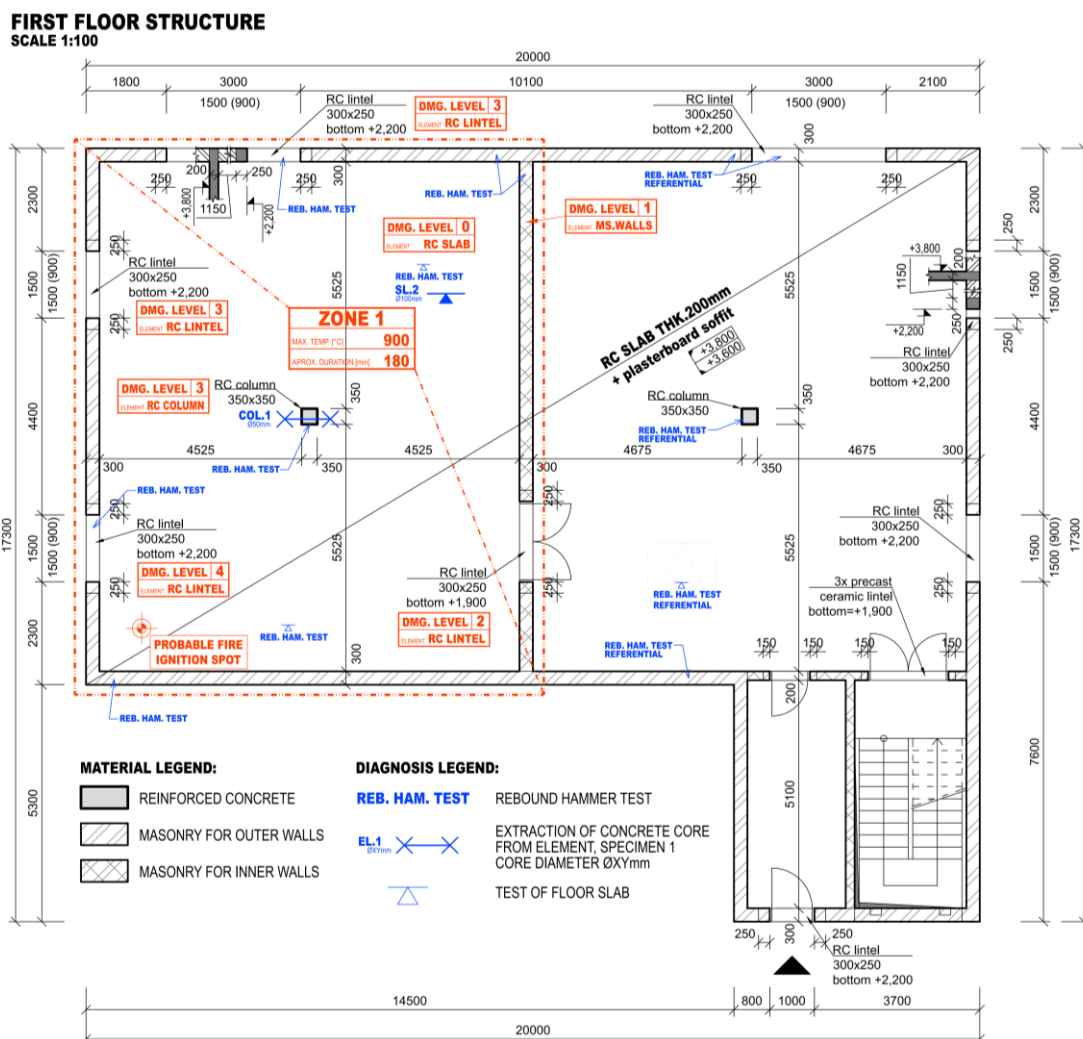 FIRST FLOOR STRUCTURE
SCALE 1:100
20000
1800
3000
10100
3000
2100
1500 (900)
1500 (900)
RC lintel
300x250
bottom +2,200
DMG. LEVEL 3
ELEMENT RC LINTEL
RC lintel
300x250
bottom +2,200
300
200
250
250
300
+3,800
1150
+2,200
REB. HAM. TEST
REB. HAM. TEST
REB. HAM. TEST
REFERENTIAL
250
250
2300
250
2300
250
DMG. LEVEL 1
ELEMENT MS.WALLS
DMG. LEVEL 0
ELEMENT RC SLAB
REB. HAM. TEST
SL.2
Ø100mm
5525
5525
+3,800
200
1150
250
+2,200
1500
1500 (900)
1500
1500 (900)
RC lintel
300x250
bottom +2,200
DMG. LEVEL 3
ELEMENT RC LINTEL
250
250
ZONE 1
MAX. TEMP. [°C] 900
APROX. DURATION [min] 180
RC SLAB THK.200mm
+ plasterboard soffit
+3,800
+3,600
RC lintel
300x250
bottom +2,200
DMG. LEVEL 3
ELEMENT RC COLUMN
RC column
350x350
COL.1
Ø50mm
350
RC column
350x350
350
REB. HAM. TEST
REFERENTIAL
4400
4400
300
4525
350
4525
300
4675
350
4675
300
REB. HAM. TEST
REB. HAM. TEST
17300
17300
250
250
250
RC lintel
300x250
bottom +2,200
1500
1500 (900)
RC lintel
300x250
bottom +2,200
1500
1500 (900)
5525
5525
DMG. LEVEL 4
ELEMENT RC LINTEL
250
RC lintel
300x250
bottom +1,900
250
REB. HAM. TEST
REFERENTIAL
3x precast
ceramic lintel
bottom=+1,900
250
DMG. LEVEL 2
ELEMENT RC LINTEL
2300
PROBABLE FIRE
IGNITION SPOT
REB. HAM. TEST
300
REB. HAM. TEST
REFERENTIAL
150
150
150
200
REB. HAM. TEST
5300
5100
7600
MATERIAL LEGEND:
REINFORCED CONCRETE
MASONRY FOR OUTER WALLS
MASONRY FOR INNER WALLS
DIAGNOSIS LEGEND:
REB. HAM. TEST
REBOUND HAMMER TEST
EL.1
ØXYmm
EXTRACTION OF CONCRETE CORE
FROM ELEMENT, SPECIMEN 1
CORE DIAMETER ØXYmm
TEST OF FLOOR SLAB
250
300
250
RC lintel
300x250
bottom +2,200
14500
800
1000
3700
20000